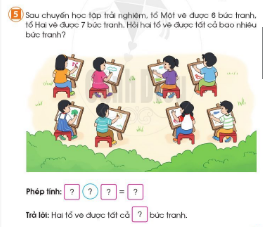 5 Sau chuyến học tập trải nghiệm, tổ Một vẽ được 6 bức tranh,
tổ Hai vẽ được 7 bức tranh. Hỏi hai tổ vẽ được tất cả bao nhiêu
bức tranh?
Phép tính: ? ? ? = ?
Trả lời: Hai tổ vẽ được tất cả ? bức tranh.